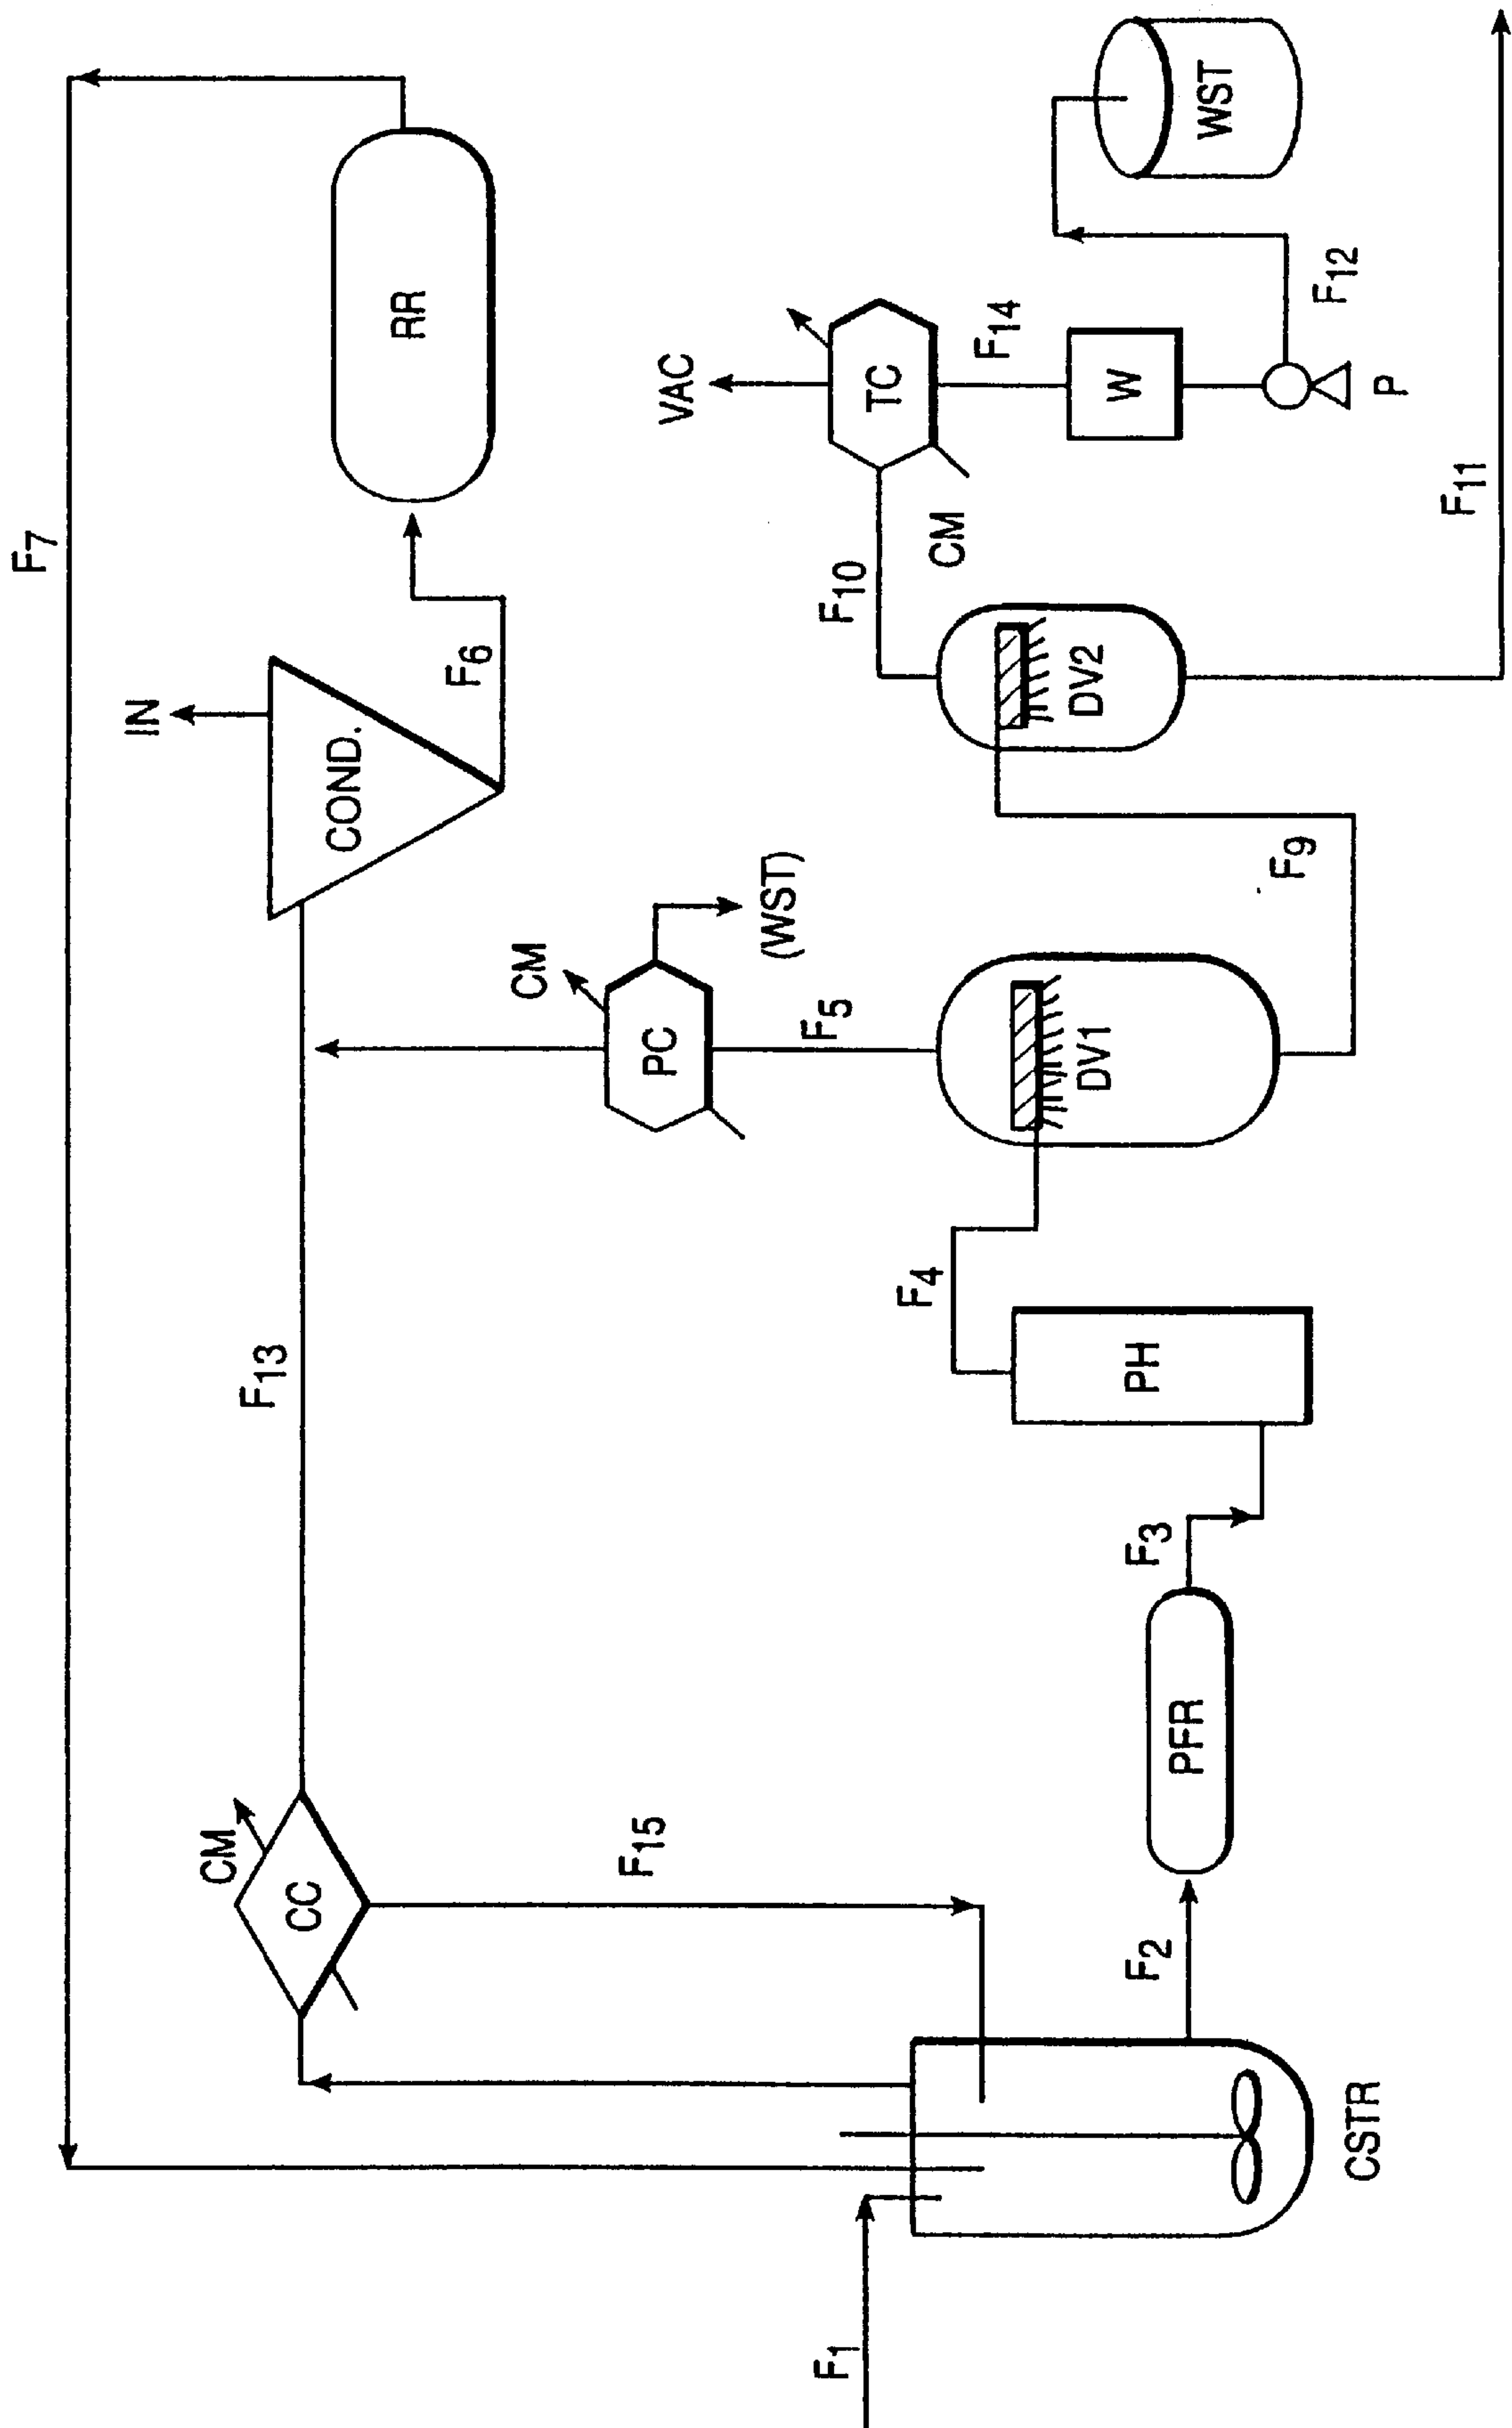 F7
IN
COND.
F6
RR
F13
CM
CC
F15
CM
PC
(WST)
F5
VAC
TC
CM
F10
F14
W
P
F12
WST
F1
CSTR
F2
PFR
F3
PH
F4
DV1
F9
DV2
F11